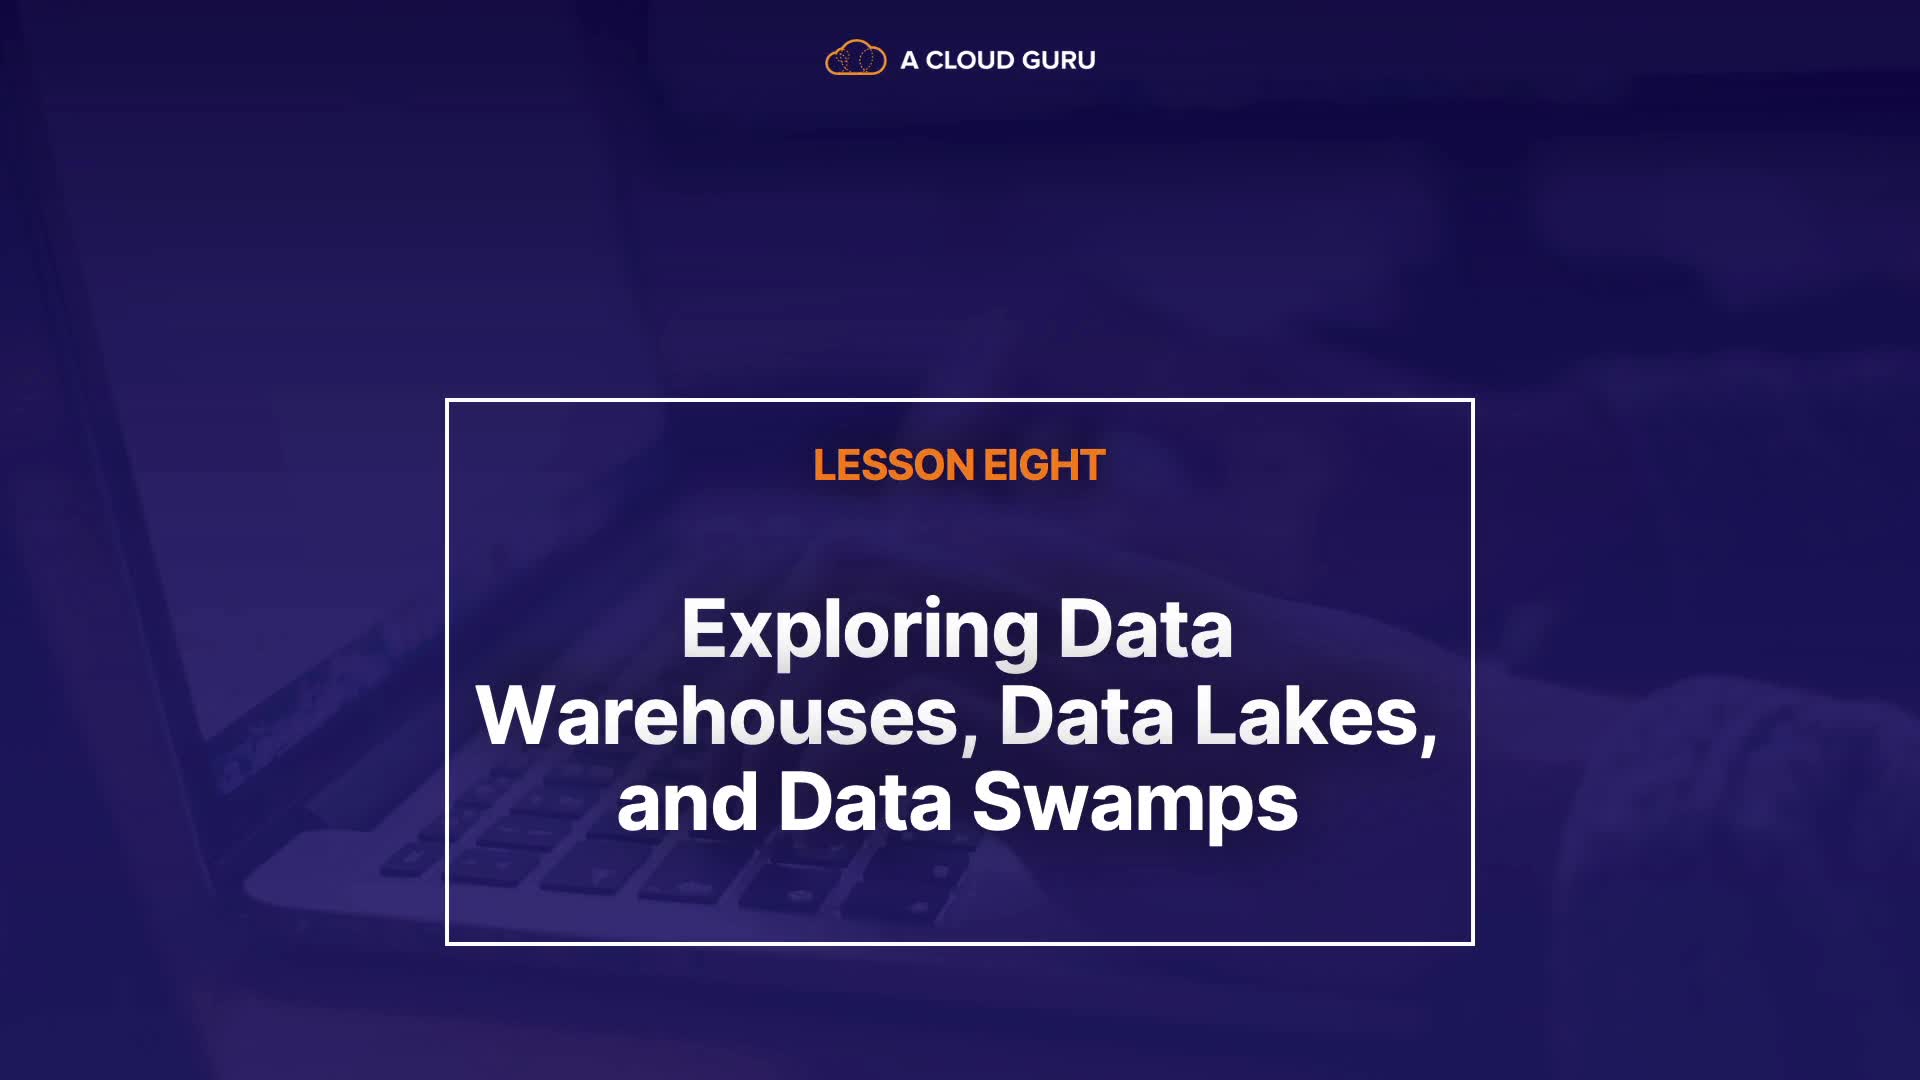 A CLOUD GURU
LESSON EIGHT
Exploring Data
Warehouses, Data Lakes,
and Data Swamps